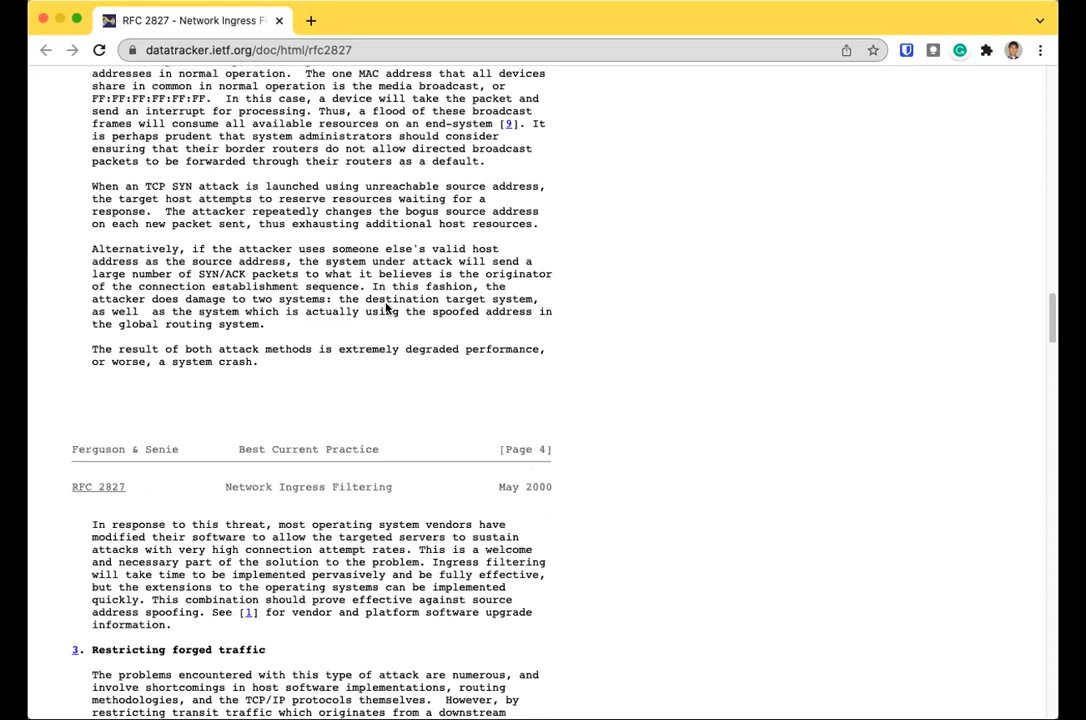 RFC 2827 - Network Ingress Fi
datatracker.ietf.org/doc/html/rfc2827
addresses in normal operation.  The one MAC address that all devices
share in common in normal operation is the media broadcast, or
FF:FF:FF:FF:FF:FF.  In this case, a device will take the packet and
send an interrupt for processing. Thus, a flood of these broadcast
frames will consume all available resources on an end-system [9]. It
is perhaps prudent that system administrators should consider
ensuring that their border routers do not allow directed broadcast
packets to be forwarded through their routers as a default.
When an TCP SYN attack is launched using unreachable source address,
the target host attempts to reserve resources waiting for a
response.  The attacker repeatedly changes the bogus source address
on each new packet sent, thus exhausting additional host resources.
Alternatively, if the attacker uses someone else's valid host
address as the source address, the system under attack will send a
large number of SYN/ACK packets to what it believes is the originator
of the connection establishment sequence. In this fashion, the
attacker does damage to two systems: the destination target system,
as well  as the system which is actually using the spoofed address in
the global routing system.
The result of both attack methods is extremely degraded performance,
or worse, a system crash.
Ferguson & Senie Best Current Practice [Page 4]
RFC 2827 Network Ingress Filtering May 2000
In response to this threat, most operating system vendors have
modified their software to allow the targeted servers to sustain
attacks with very high connection attempt rates. This is a welcome
and necessary part of the solution to the problem. Ingress filtering
will take time to be implemented pervasively and be fully effective,
but the extensions to the operating systems can be implemented
quickly. This combination should prove effective against source
address spoofing. See [1] for vendor and platform software upgrade
information.
3. Restricting forged traffic
The problems encountered with this type of attack are numerous, and
involve shortcomings in host software implementations, routing
methodologies, and the TCP/IP protocols themselves.  However, by
restricting transit traffic which originates from a downstream